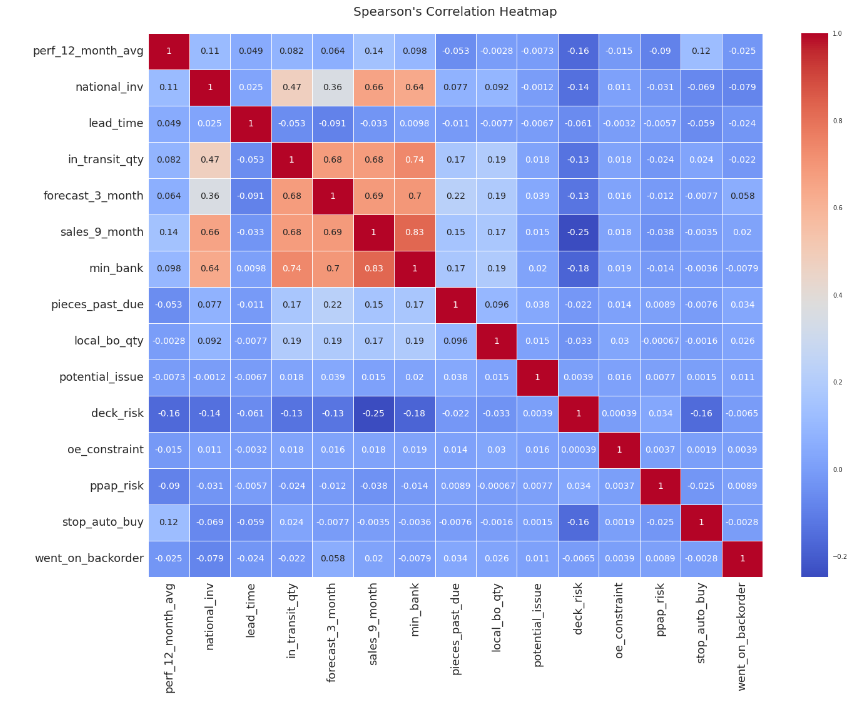 Spearson's Correlation Heatmap
perf_12_month_avg 1 0.11 0.049 0.082 0.064 0.14 0.098 -0.053 -0.0028 -0.0073 -0.16 -0.015 -0.09 0.12 -0.025
national_inv 0.11 1 0.025 0.47 0.36 0.66 0.64 0.077 0.092 -0.0012 -0.14 0.011 -0.031 -0.069 -0.079
lead_time 0.049 0.025 1 -0.053 -0.091 -0.033 0.0098 -0.011 -0.0077 -0.0067 -0.061 -0.0032 -0.0057 -0.059 -0.024
in_transit_qty 0.082 0.47 -0.053 1 0.68 0.68 0.74 0.17 0.19 0.018 -0.13 0.018 -0.024 0.024 -0.022
forecast_3_month 0.064 0.36 -0.091 0.68 1 0.69 0.7 0.22 0.19 0.039 -0.13 0.016 -0.012 -0.0077 0.058
sales_9_month 0.14 0.66 -0.033 0.68 0.69 1 0.83 0.15 0.17 0.015 -0.25 0.018 -0.038 -0.0035 0.02
min_bank 0.098 0.64 0.0098 0.74 0.7 0.83 1 0.17 0.19 0.02 -0.18 0.019 -0.014 -0.0036 -0.0079
pieces_past_due -0.053 0.077 -0.011 0.17 0.22 0.15 0.17 1 0.096 0.038 -0.022 0.014 0.0089 -0.0076 0.034
local_bo_qty -0.0028 0.092 -0.0077 0.19 0.19 0.17 0.19 0.096 1 0.015 -0.033 0.03 -0.00067 -0.0016 0.026
potential_issue -0.0073 -0.0012 -0.0067 0.018 0.039 0.015 0.02 0.038 0.015 1 0.0039 0.016 0.0077 0.0015 0.011
deck_risk -0.16 -0.14 -0.061 -0.13 -0.13 -0.25 -0.18 -0.022 -0.033 0.0039 1 0.00039 0.034 -0.16 -0.0065
oe_constraint -0.015 0.011 -0.0032 0.018 0.016 0.018 0.019 0.014 0.03 0.016 0.00039 1 0.0037 0.0019 0.0039
ppap_risk -0.09 -0.031 -0.0057 -0.024 -0.012 -0.038 -0.014 0.0089 -0.00067 0.0077 0.034 0.0037 1 -0.025 0.0089
stop_auto_buy 0.12 -0.069 -0.059 0.024 -0.0077 -0.0035 -0.0036 -0.0076 -0.0016 0.0015 -0.16 0.0019 -0.025 1 -0.0028
went_on_backorder -0.025 -0.079 -0.024 -0.022 0.058 0.02 -0.0079 0.034 0.026 0.011 -0.0065 0.0039 0.0089 -0.0028 1
perf_12_month_avg
national_inv
lead_time
in_transit_qty
forecast_3_month
sales_9_month
min_bank
pieces_past_due
local_bo_qty
potential_issue
deck_risk
oe_constraint
ppap_risk
stop_auto_buy
went_on_backorder
1.0
0.8
0.6
0.4
0.2
0.0
−0.2